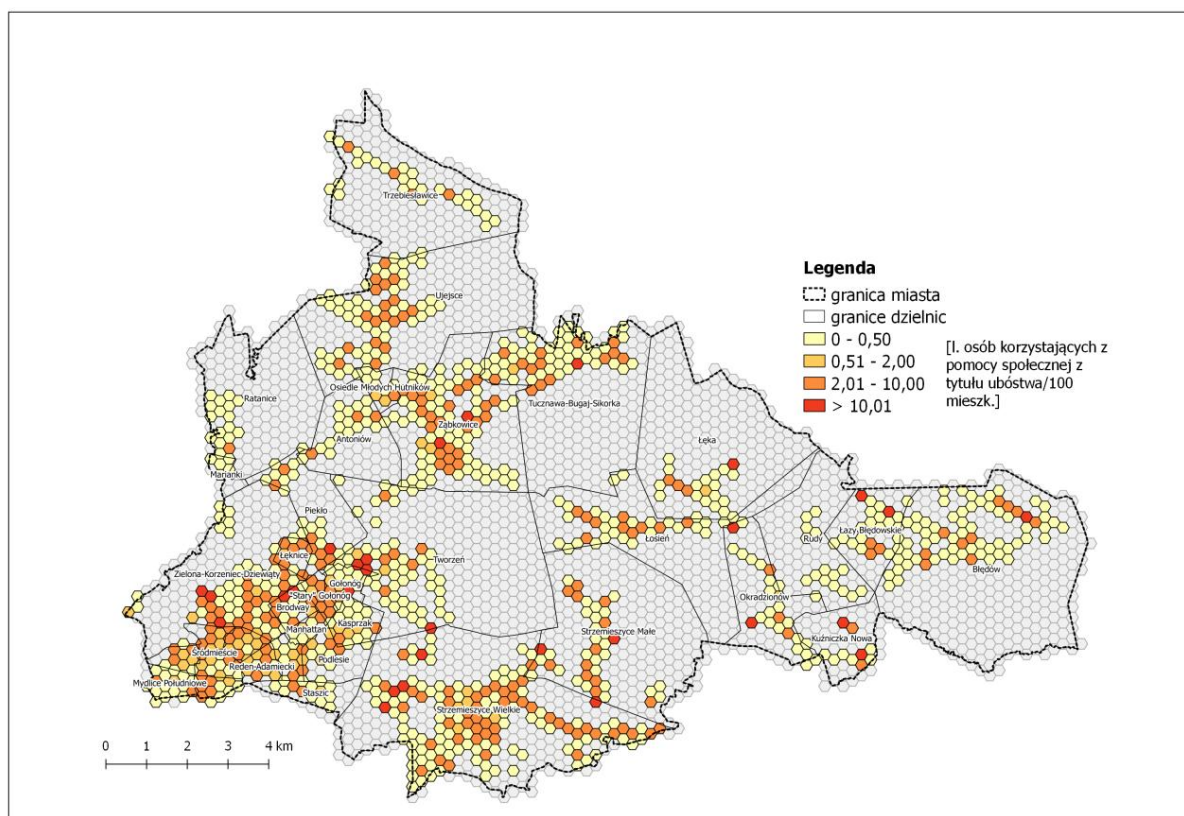 Trzebiesławice
Ujejsce
Ratanice
Osiedle Młodych Hutników
Tucznawa-Bugaj-Sikorka
Ząbkowice
Antoniów
Łęka
Marianki
Piekło
Łosień
Rudy
Łazy Błędowskie
Błędów
Łęknice
Tworzeń
Zielona-Korzeniec-Dziewiąty
Gołonóg
"Stary" Gołonóg
Brodway
Okradzionów
Kasprzak
Manhattan
Strzemieszyce Małe
Kuźniczka Nowa
Śródmieście
Podlesie
Reden-Adamiecki
Mydlice Południowe
Staszic
Strzemieszyce Wielkie
Legenda
granica miasta
granice dzielnic
0 - 0,50
0,51 - 2,00
2,01 - 10,00
> 10,01
[l. osób korzystających z
pomocy społecznej z
tytułu ubóstwa/100
mieszk.]
0 1 2 3 4 km